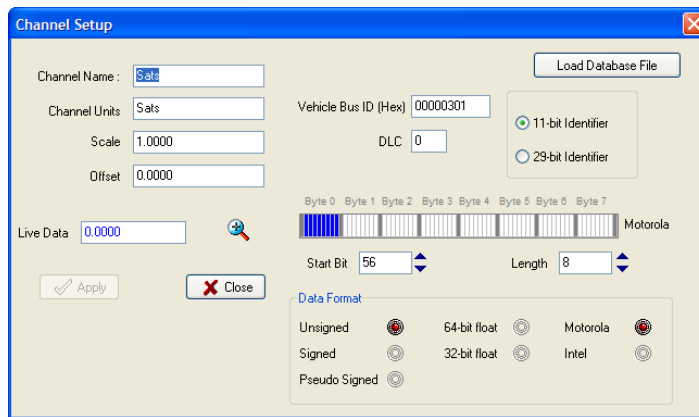 Channel Setup
Load Database File
Channel Name : Sats
Channel Units Sats
Scale 1.0000
Offset 0.0000
Vehicle Bus ID (Hex) 00000301
DLC 0
11-bit Identifier
29-bit Identifier
Byte 0 Byte 1 Byte 2 Byte 3 Byte 4 Byte 5 Byte 6 Byte 7
Motorola
Live Data 0.0000
Start Bit 56
Length 8
Apply
Close
Data Format
Unsigned 64-bit float Motorola
Signed 32-bit float Intel
Pseudo Signed